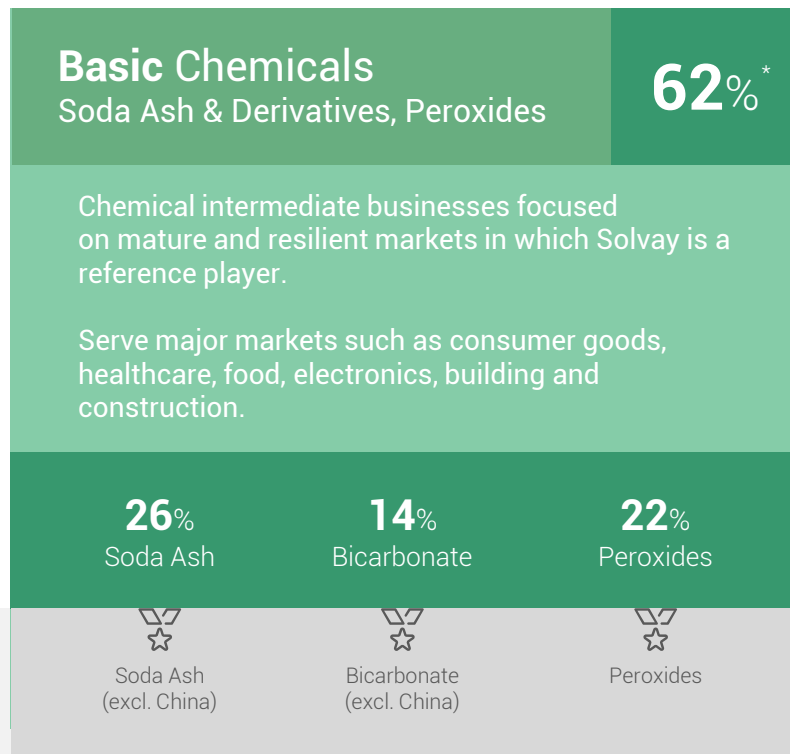 Basic Chemicals
Soda Ash & Derivatives, Peroxides
62%*
Chemical intermediate businesses focused
on mature and resilient markets in which Solvay is a
reference player.
Serve major markets such as consumer goods,
healthcare, food, electronics, building and
construction.
26%
Soda Ash
14%
Bicarbonate
22%
Peroxides
Soda Ash
(excl. China)
Bicarbonate
(excl. China)
Peroxides